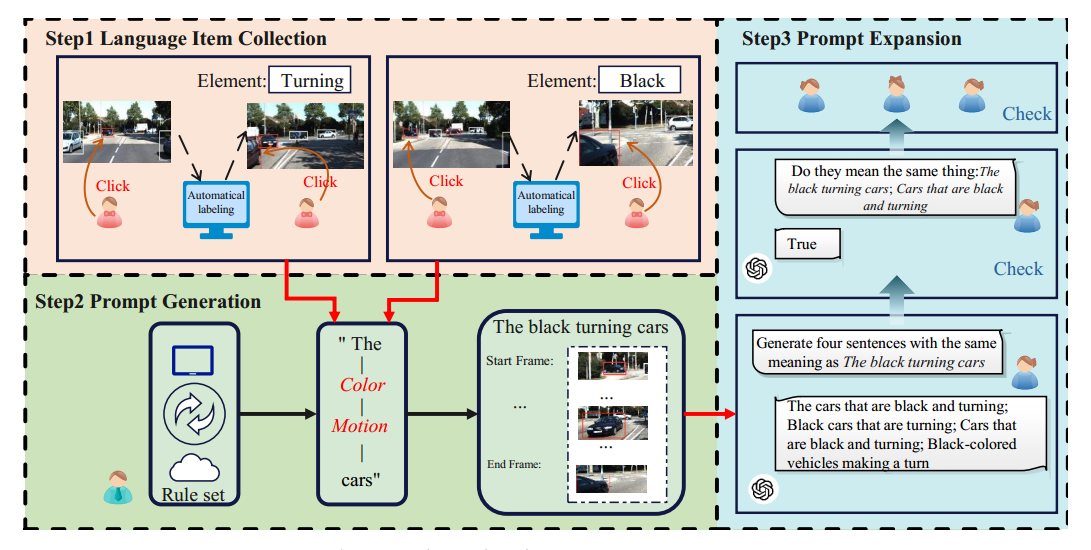 Step1 Language Item Collection
Element: Turning
Click
Automatical
labeling
Click
Element: Black
Click
Automatical
labeling
Click
Step2 Prompt Generation
Rule set
" The
Color
Motion
cars"
The black turning cars
Start Frame:
...
...
...
End Frame:
Step3 Prompt Expansion
Check
Do they mean the same thing:The
black turning cars; Cars that are black
and turning
True
Check
Generate four sentences with the same
meaning as The black turning cars
The cars that are black and turning;
Black cars that are turning; Cars that
are black and turning; Black-colored
vehicles making a turn